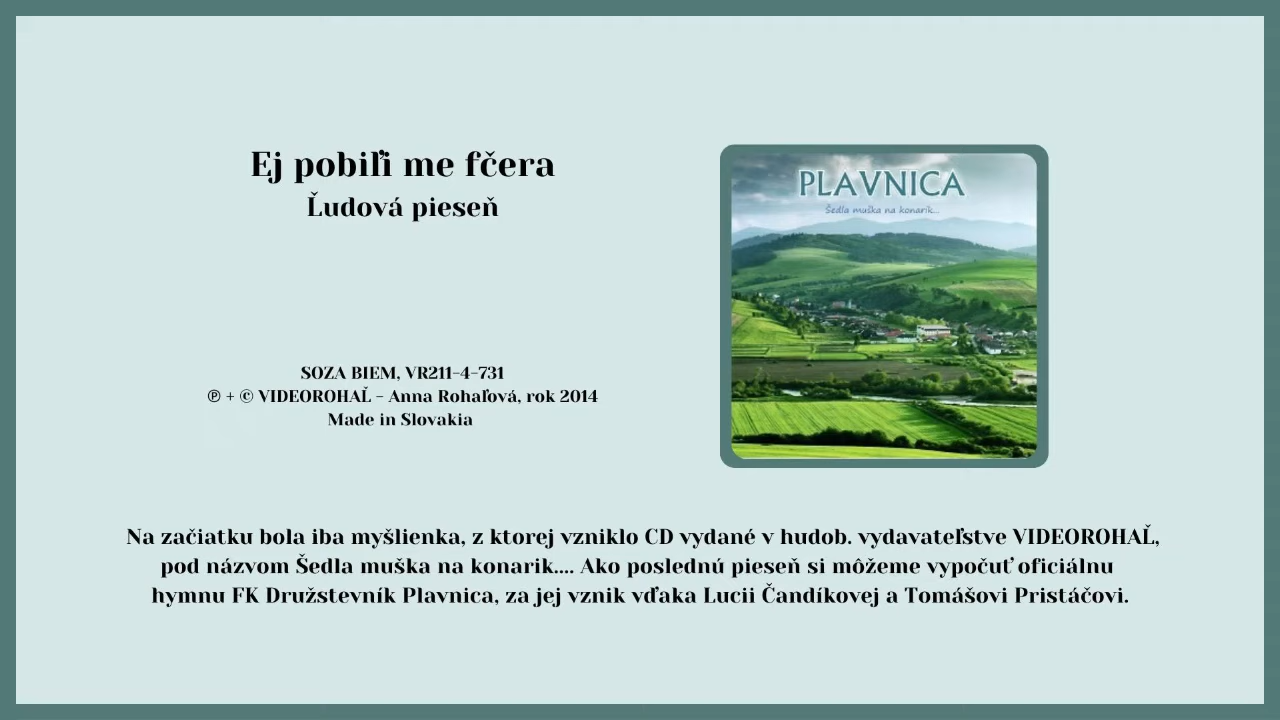 Ej pobiľi me fčera
Ľudová pieseň
PLAVNICA
Šedla muška na konarik...
SOZA BIEM, VR211-4-731
℗ + © VIDEOROHAĽ - Anna Rohaľová, rok 2014
Made in Slovakia
Na začiatku bola iba myšlienka, z ktorej vzniklo CD vydané v hudob. vydavateľstve VIDEOROHAĽ,
pod názvom Šedla muška na konarik.... Ako poslednú pieseň si môžeme vypočuť oficiálnu
hymnu FK Družstevník Plavnica, za jej vznik vďaka Lucii Čandíkovej a Tomášovi Pristáčovi.